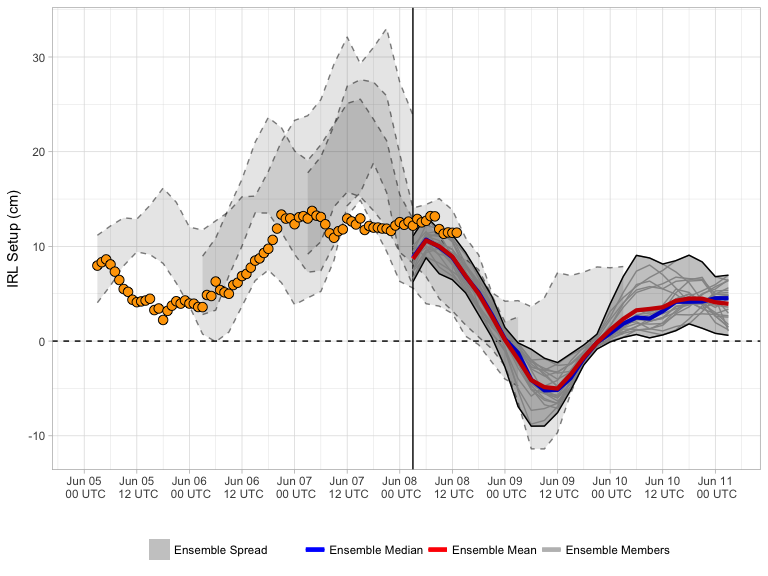 IRL Setup (cm)
30
20
10
0
-10
Jun 05 Jun 05 Jun 06 Jun 06 Jun 07 Jun 07 Jun 08 Jun 08 Jun 09 Jun 09 Jun 10 Jun 10 Jun 11
00 UTC 12 UTC 00 UTC 12 UTC 00 UTC 12 UTC 00 UTC 12 UTC 00 UTC 12 UTC 00 UTC 12 UTC 00 UTC
Ensemble Spread Ensemble Median Ensemble Mean Ensemble Members